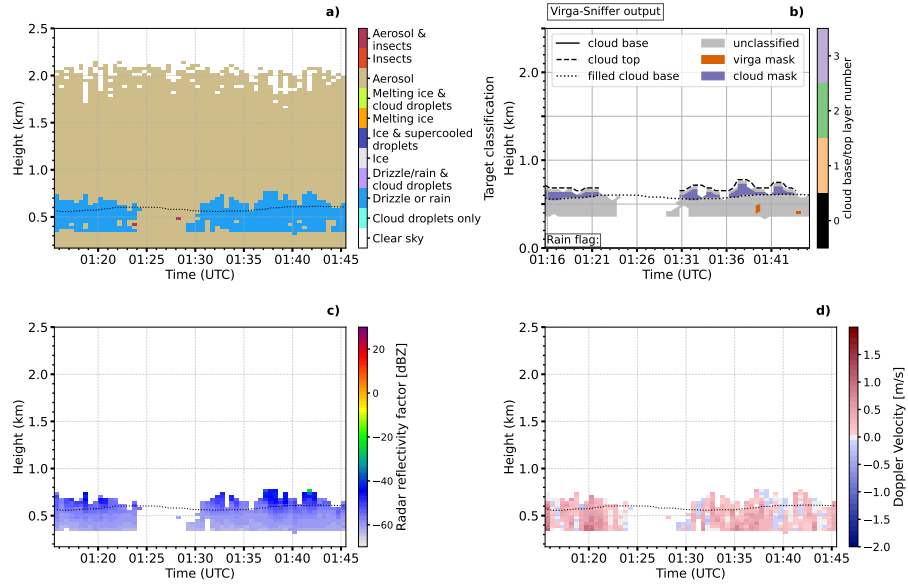 a)
2.5
2.0
1.5
1.0
0.5
Height (km)
01:20
01:25
01:30
01:35
01:40
01:45
Time (UTC)
Aerosol &
insects
Insects
Aerosol
Melting ice &
cloud droplets
Melting ice
Ice & supercooled
droplets
Ice
Drizzle/rain &
cloud droplets
Drizzle or rain
Cloud droplets only
Clear sky
Target classification
Virga-Sniffer output
b)
cloud base
cloud top
filled cloud base
unclassified
virga mask
cloud mask
2.5
2.0
1.5
1.0
0.5
0.0
Height (km)
Rain flag:
01:16
01:21
01:26
01:31
01:36
01:41
Time (UTC)
3
2
1
0
cloud base/top layer number
c)
2.5
2.0
1.5
1.0
0.5
Height (km)
01:20
01:25
01:30
01:35
01:40
01:45
Time (UTC)
20
0
−20
−40
−60
Radar reflectivity factor [dBZ]
d)
2.5
2.0
1.5
1.0
0.5
Height (km)
01:20
01:25
01:30
01:35
01:40
01:45
Time (UTC)
1.5
1.0
0.5
0.0
−0.5
−1.0
−1.5
−2.0
Doppler Velocity [m/s]